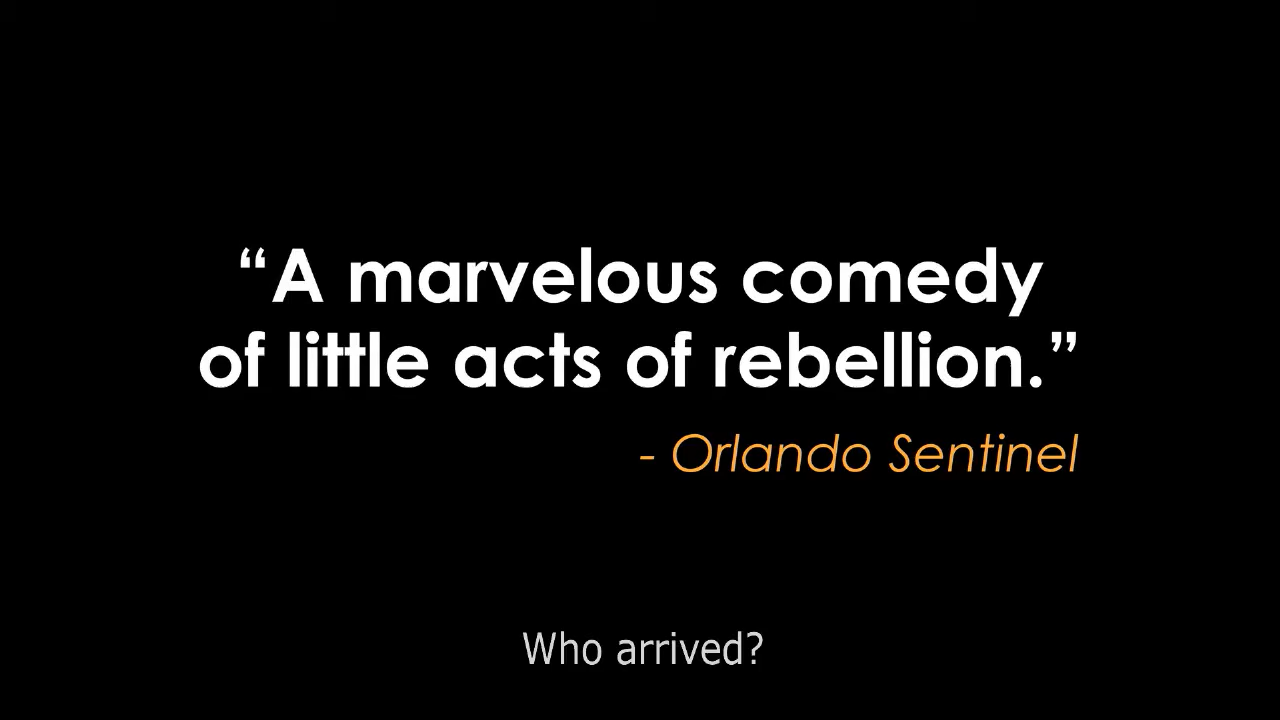 “A marvelous comedy
of little acts of rebellion.”
- Orlando Sentinel
Who arrived?